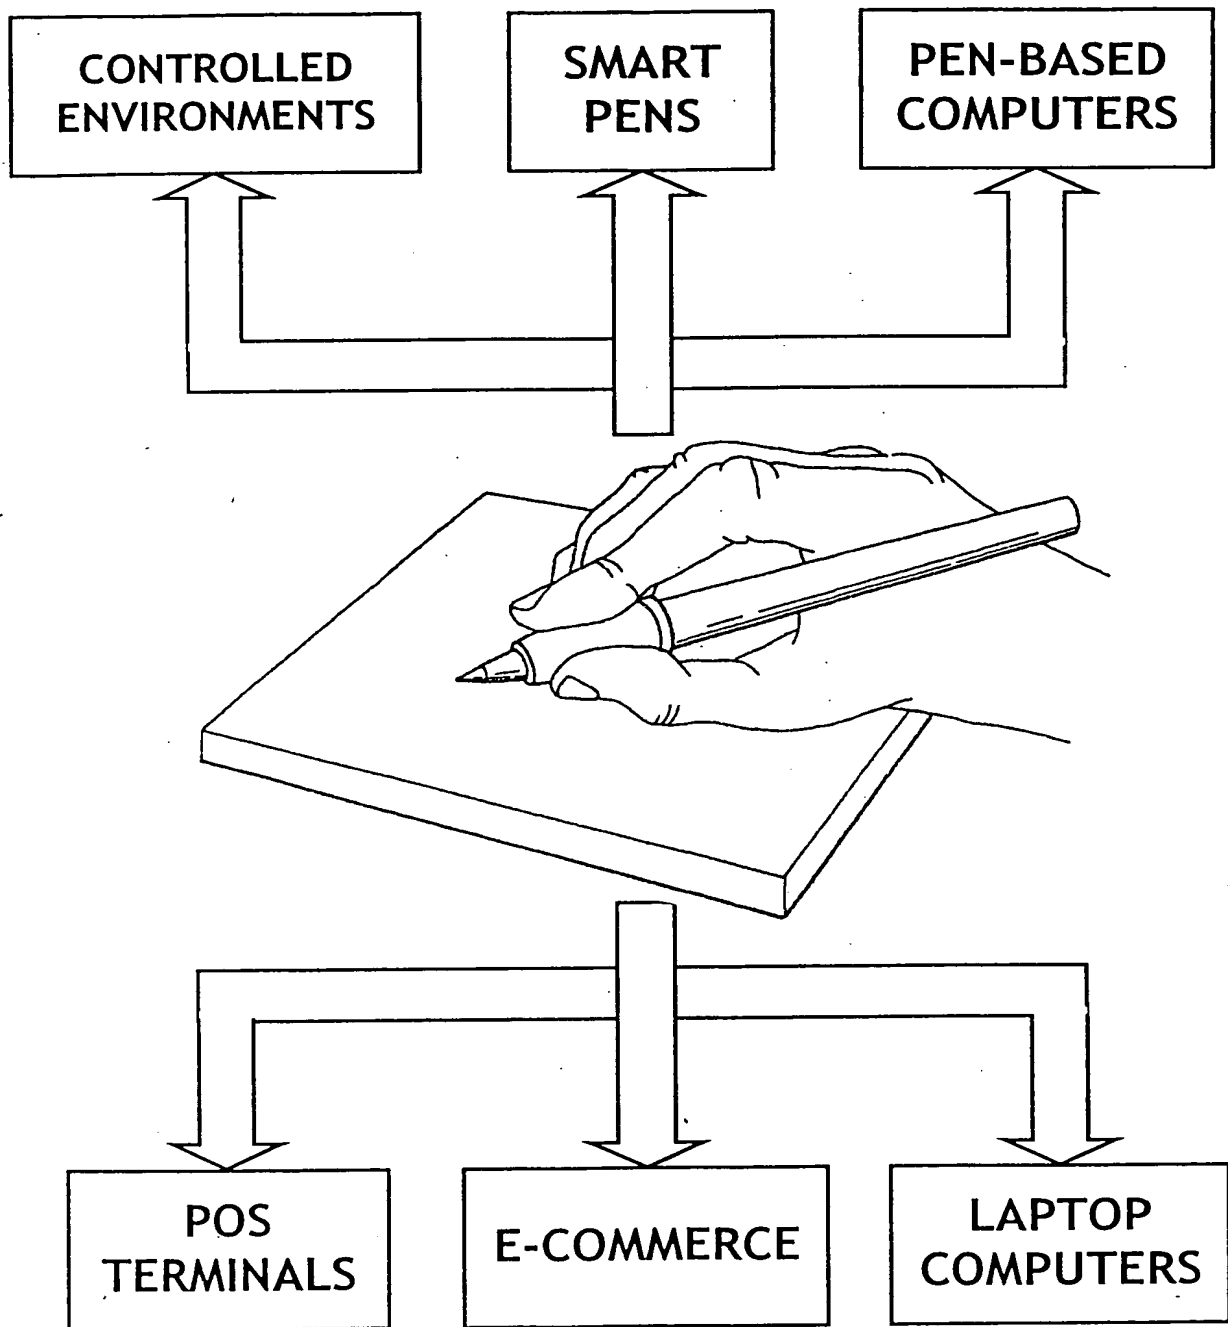 CONTROLLED
ENVIRONMENTS
SMART
PENS
PEN-BASED
COMPUTERS
POS
TERMINALS
E-COMMERCE
LAPTOP
COMPUTERS